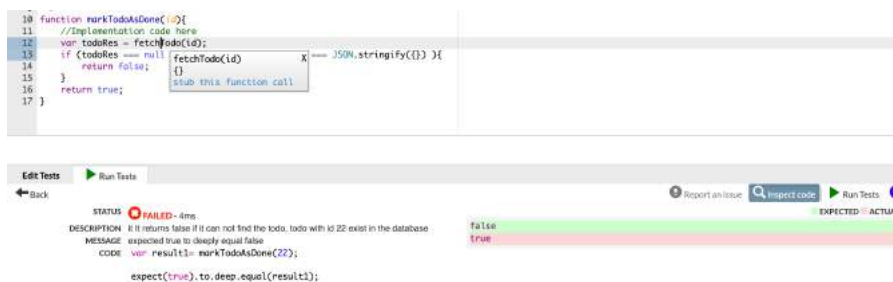 10 function markTodoAsDone(id){
11 //Implementation code here
12 var todoRes = fetchTodo(id);
13 if (todoRes === null === JSON.stringify({}) ){
14 return false;
15 }
16 return true;
17 }
fetchTodo(id) X
{}
stub this function call
Edit Tests Run Tests
Back Report an issue Inspect code Run Tests
STATUS FAILED - 4ms EXPECTED ACTU
DESCRIPTION it It returns false if it can not find the todo, todo with id 22 exist in the database false
MESSAGE expected true to deeply equal false true
CODE var result1= markTodoAsDone(22);
expect(true).to.deep.equal(result1);